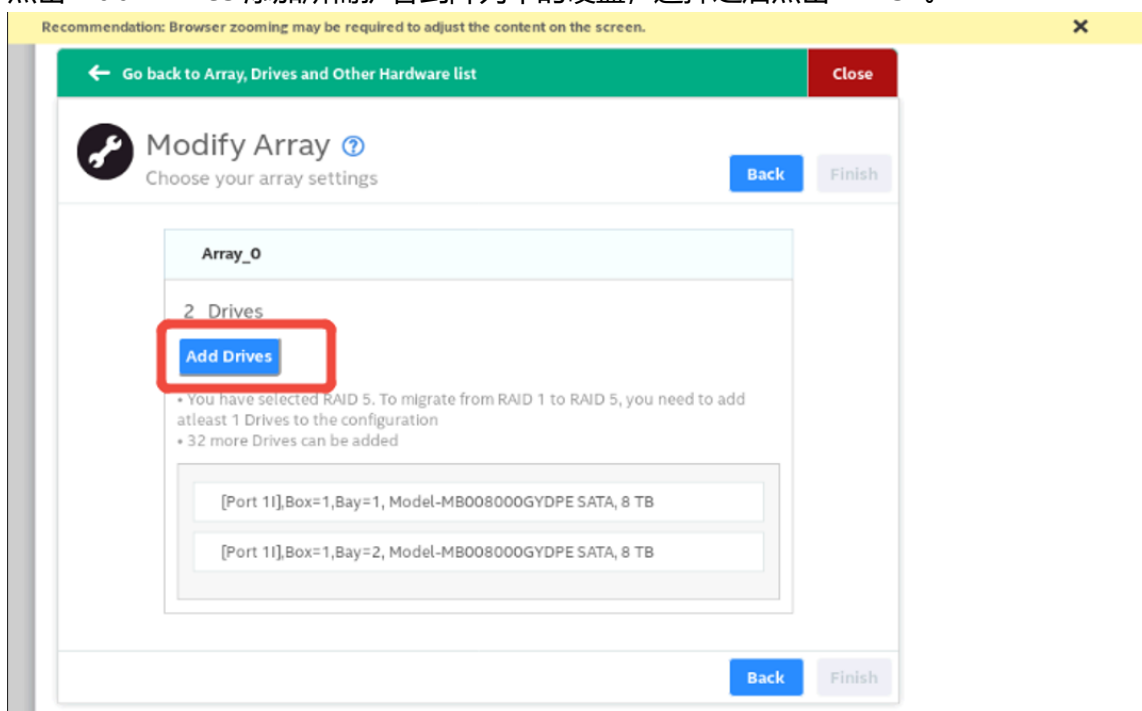 Recommendation: Browser zooming may be required to adjust the content on the screen.
Go back to Array, Drives and Other Hardware list
Close
Modify Array
Choose your array settings
Back
Finish
Array_0
2 Drives
Add Drives
• You have selected RAID 5. To migrate from RAID 1 to RAID 5, you need to add
atleast 1 Drives to the configuration
• 32 more Drives can be added
[Port 1I],Box=1,Bay=1, Model-MB008000GYDPE SATA, 8 TB
[Port 1I],Box=1,Bay=2, Model-MB008000GYDPE SATA, 8 TB
Back
Finish